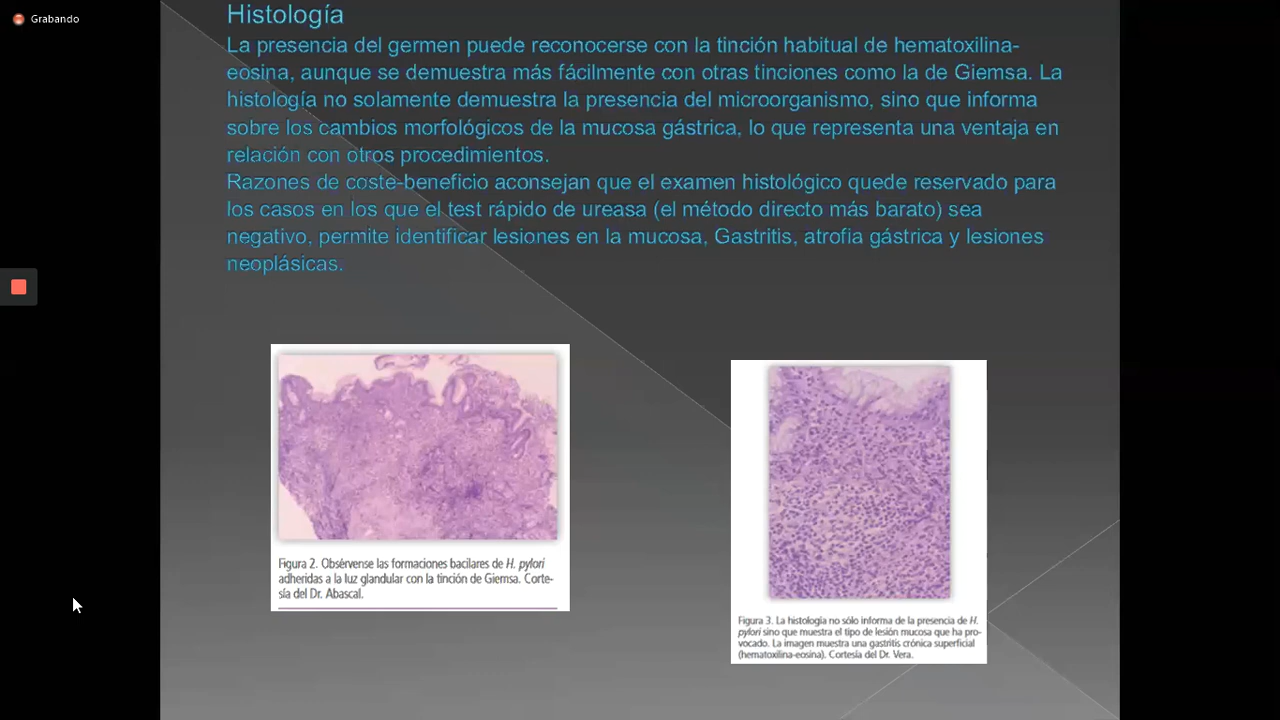 Grabando
Histología
La presencia del germen puede reconocerse con la tinción habitual de hematoxilina-
eosina, aunque se demuestra más fácilmente con otras tinciones como la de Giemsa. La
histología no solamente demuestra la presencia del microorganismo, sino que informa
sobre los cambios morfológicos de la mucosa gástrica, lo que representa una ventaja en
relación con otros procedimientos.
Razones de coste-beneficio aconsejan que el examen histológico quede reservado para
los casos en los que el test rápido de ureasa (el método directo más barato) sea
negativo, permite identificar lesiones en la mucosa, Gastritis, atrofia gástrica y lesiones
neoplásicas.
Figura 2. Obsérvense las formaciones bacilares de H. pylori
adheridas a la luz glandular con la tinción de Giemsa. Corte-
sía del Dr. Abascal.
Figura 3. La histología no sólo informa de la presencia de H.
pylori sino que muestra el tipo de lesión mucosa que ha pro-
vocado. La imagen muestra una gastritis crónica superficial
(hematoxilina-eosina). Cortesía del Dr. Vera.